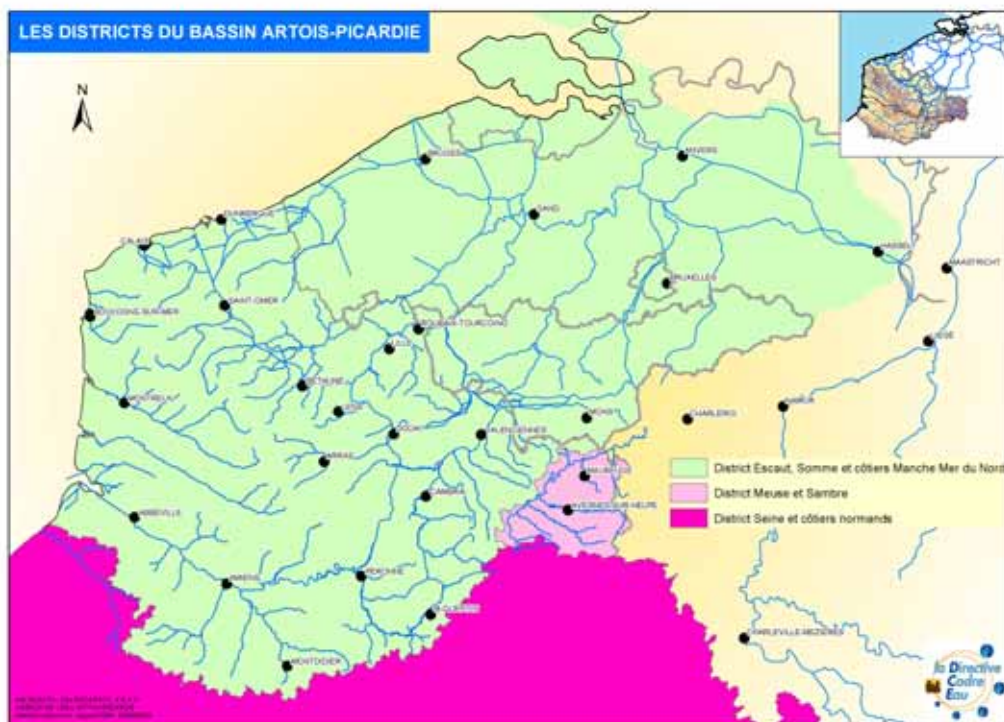 LES DISTRICTS DU BASSIN ARTOIS-PICARDIE
N
BRUGES
ANVERS
DUNKERQUE
GAND
CALAIS
HASSEL
MAASTRICHT
BRUXELLES
SAINT-OMER
BOULOGNE-SUR-MER
ROUBAIX-TOURCOING
LILLE
LIEGE
BETHUNE
MONTREUIL
LENS
NAMUR
MONS
CHARLEROI
DOUAI
VALENCIENNES
ARRAS
MAUBEUGE
District Escaut, Somme et côtiers Manche Mer du Nord
District Meuse et Sambre
District Seine et côtiers normands
CAMBRAI
AVESNES-SUR-HELPE
ABBEVILLE
AMIENS
PERONNE
ST-QUENTIN
CHARLEVILLE-MEZIERES
MONTDIDIER
la Directive
Cadre
Eau